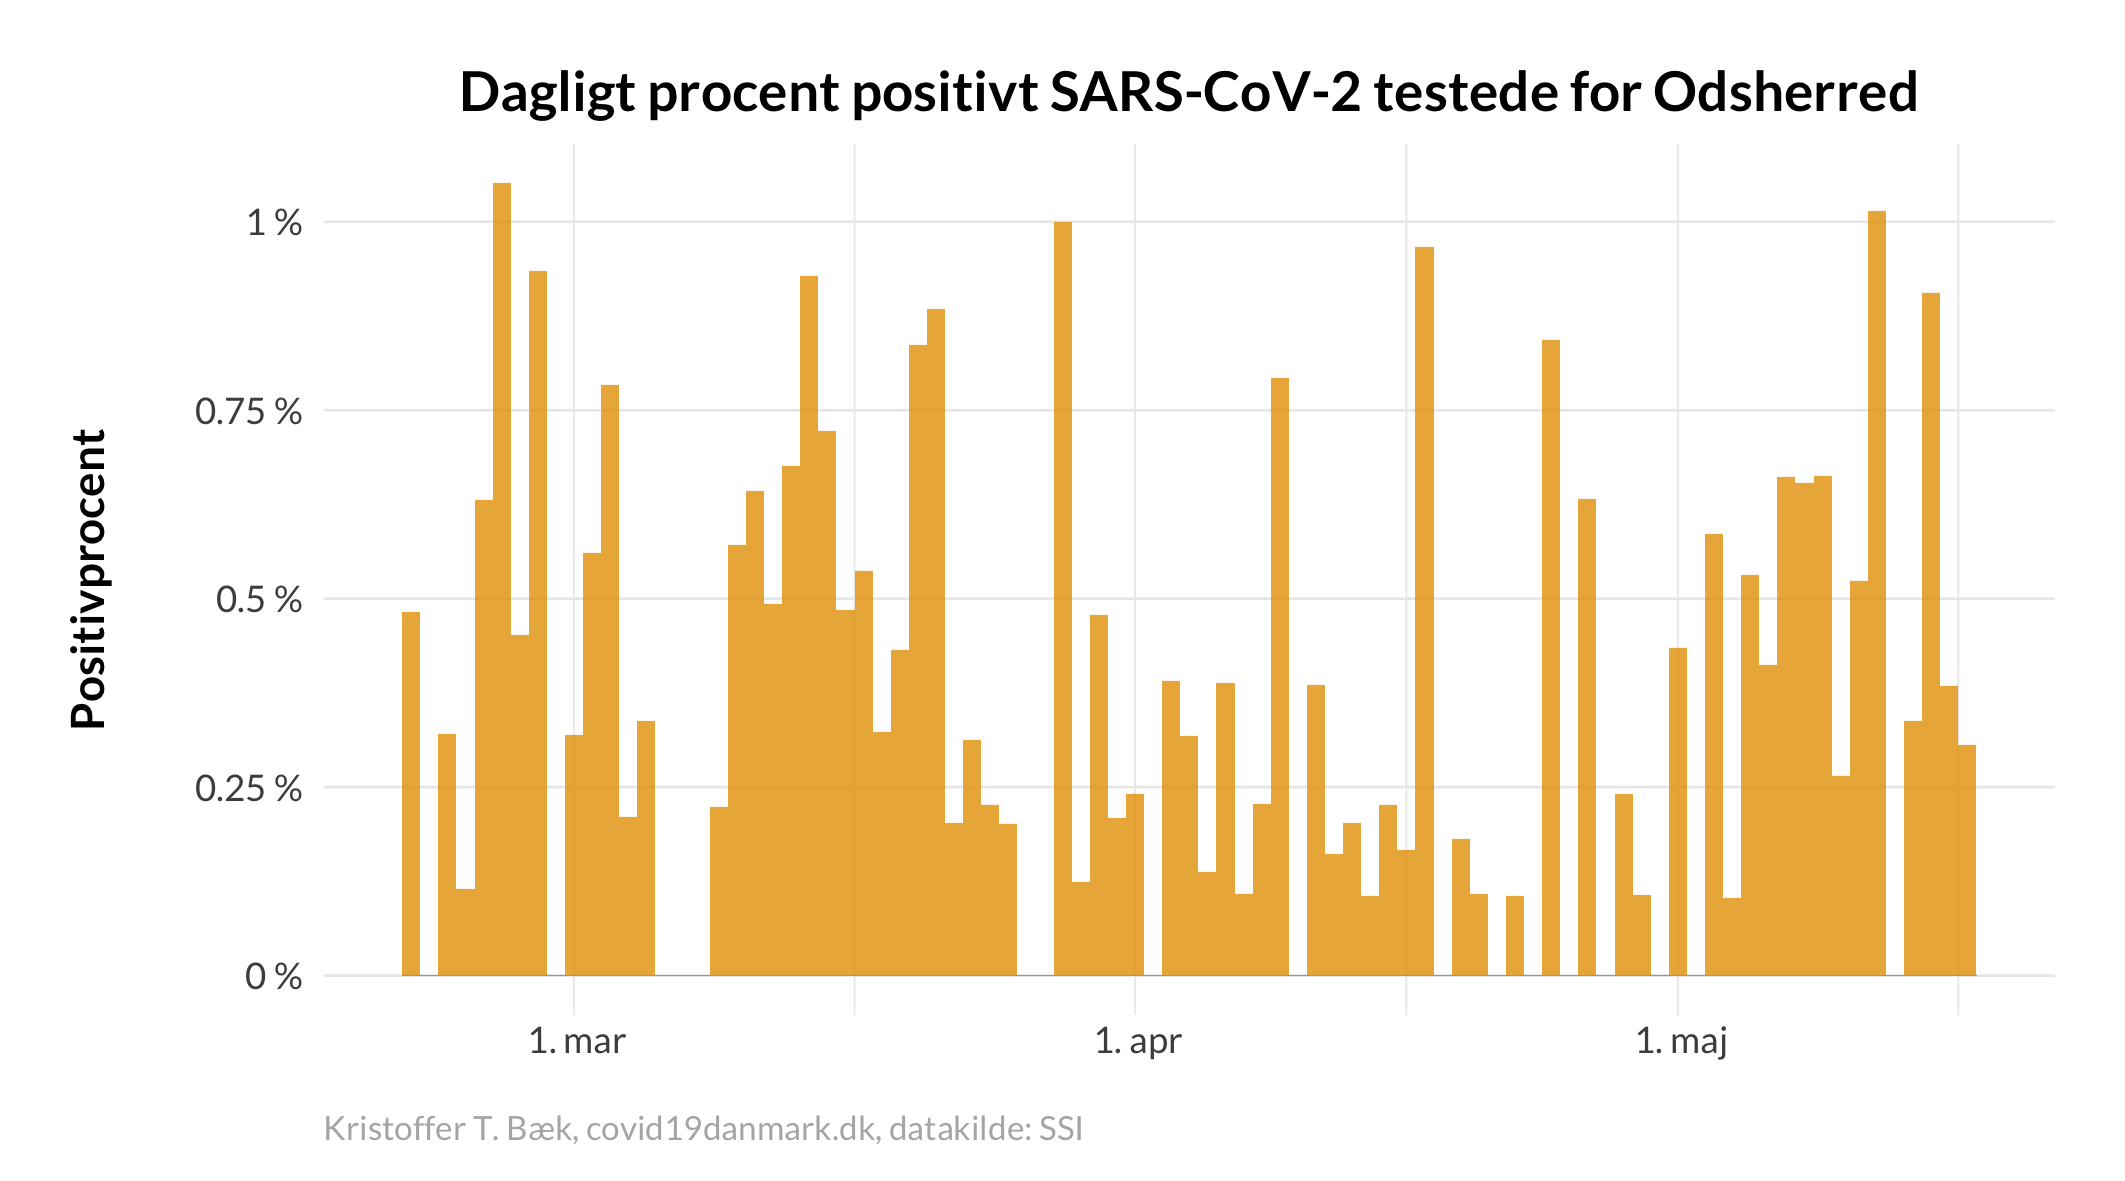 Dagligt procent positivt SARS-CoV-2 testede for Odsherred
Positivprocent
1 %
0.75 %
0.5 %
0.25 %
0 %
1. mar
1. apr
1. maj
Kristoffer T. Bæk, covid19danmark.dk, datakilde: SSI